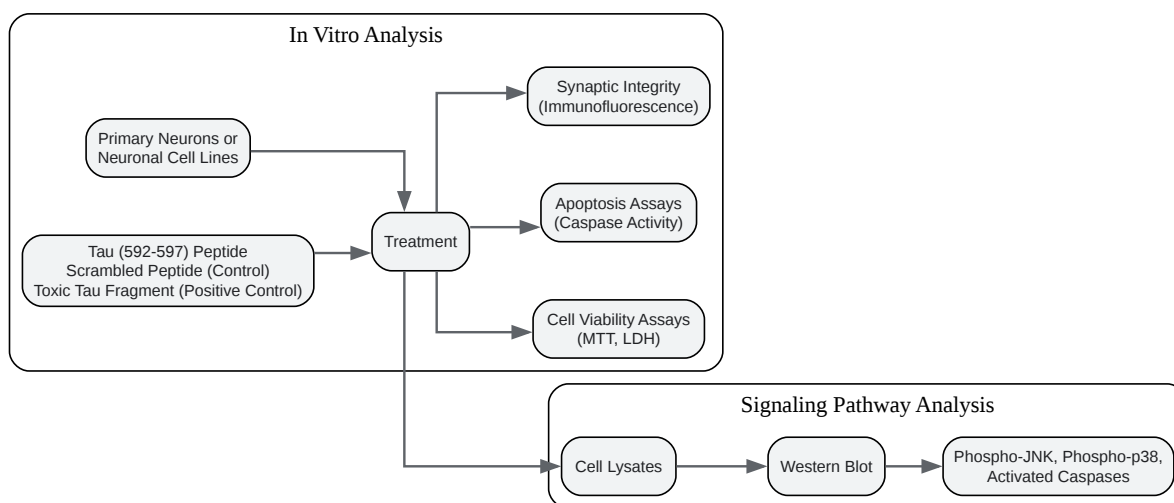 In Vitro Analysis
Synaptic Integrity
(Immunofluorescence)
Primary Neurons or
Neuronal Cell Lines
Apoptosis Assays
(Caspase Activity)
Treatment
Tau (592-597) Peptide
Scrambled Peptide (Control)
Toxic Tau Fragment (Positive Control)
Cell Viability Assays
(MTT, LDH)
Signaling Pathway Analysis
Cell Lysates
Western Blot
Phospho-JNK, Phospho-p38,
Activated Caspases